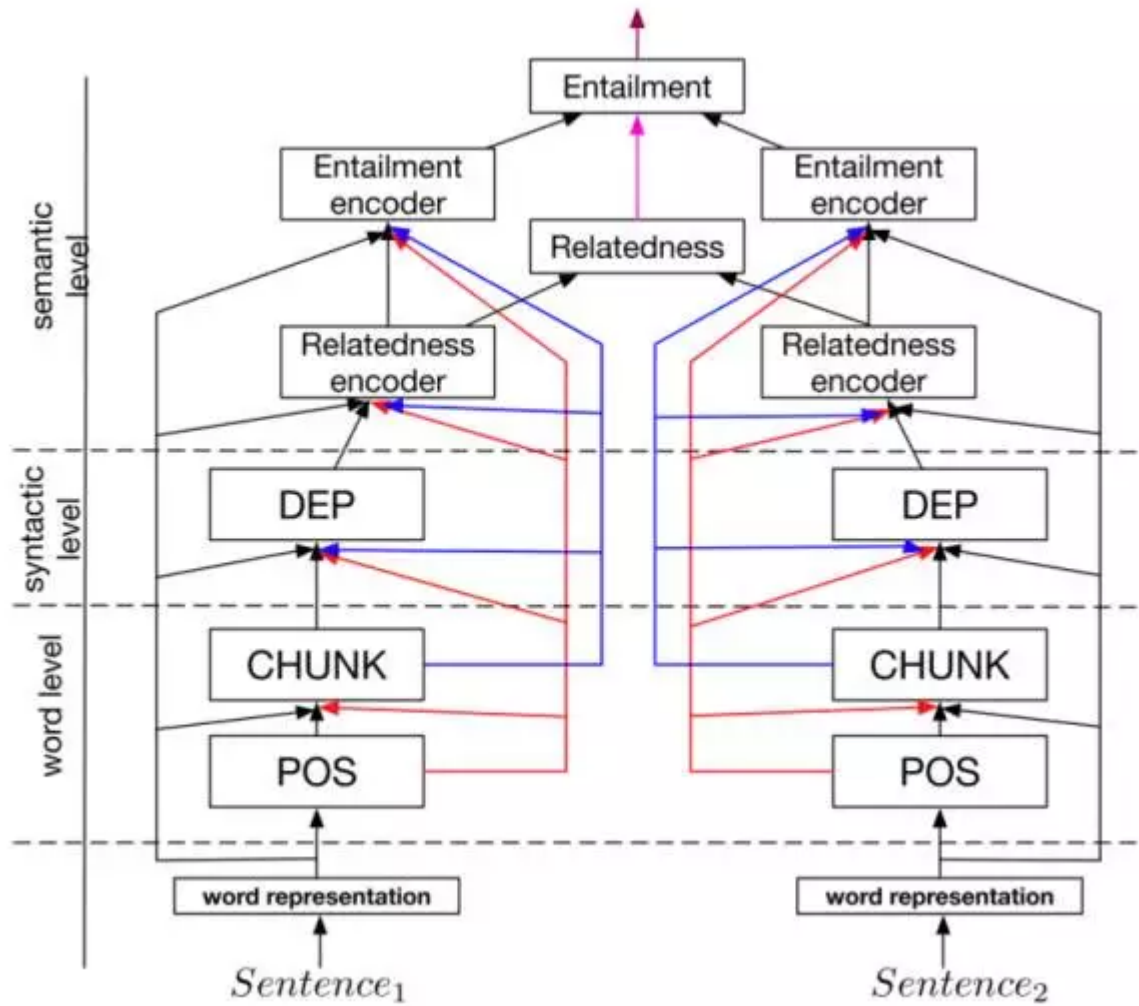 Entailment
Entailment
encoder
Entailment
encoder
Relatedness
Relatedness
encoder
Relatedness
encoder
semantic
level
DEP
DEP
syntactic
level
CHUNK
CHUNK
word level
POS
POS
word representation
word representation
Sentence₁
Sentence₂